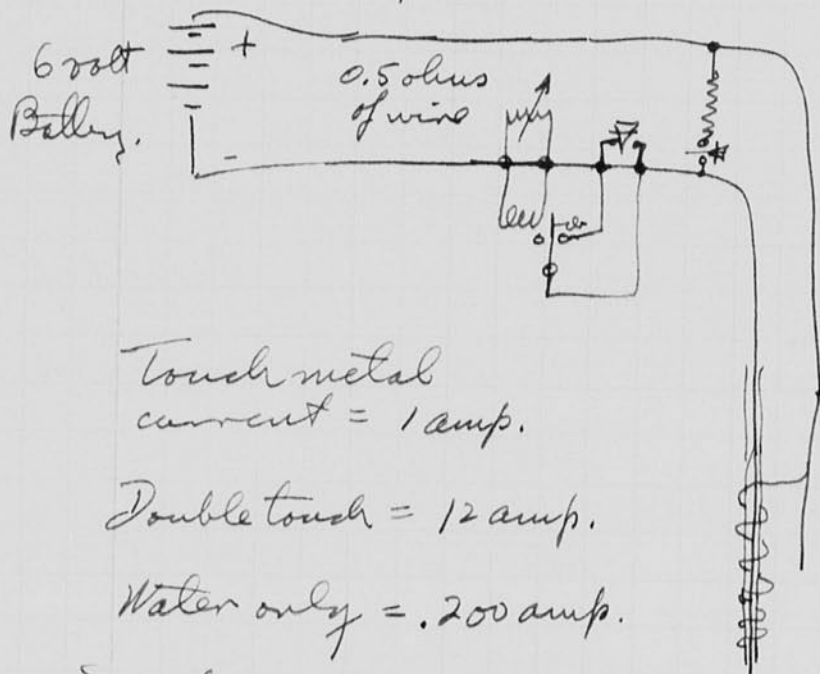 6 volt
Battery.
+
0.5 ohms
of wire
-
Touch metal
current = 1 amp.
Double touch = 12 amp.
Water only = .200 amp.